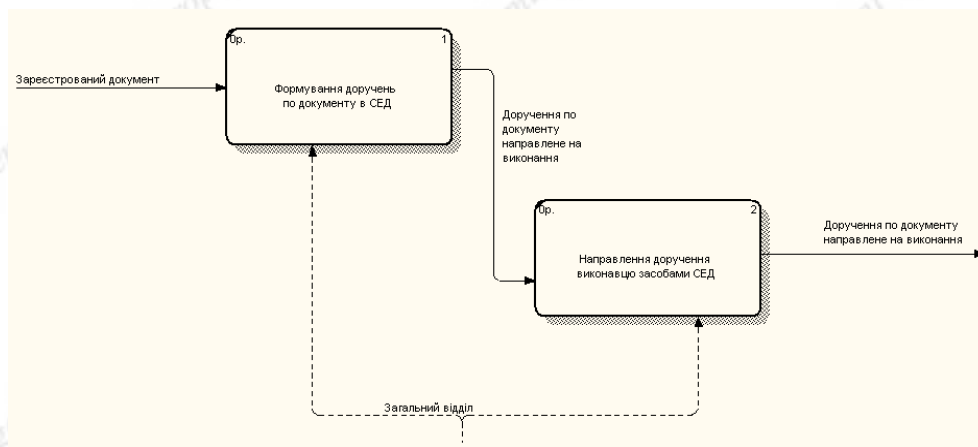 0р.
1
Зареєстрований документ
Формування доручень
по документу в СЕД
Доручення по
документу
направлене на
виконання
0р.
2
Направлення доручення
виконавцю засобами СЕД
Доручення по документу
направлене на виконання
Загальний відділ